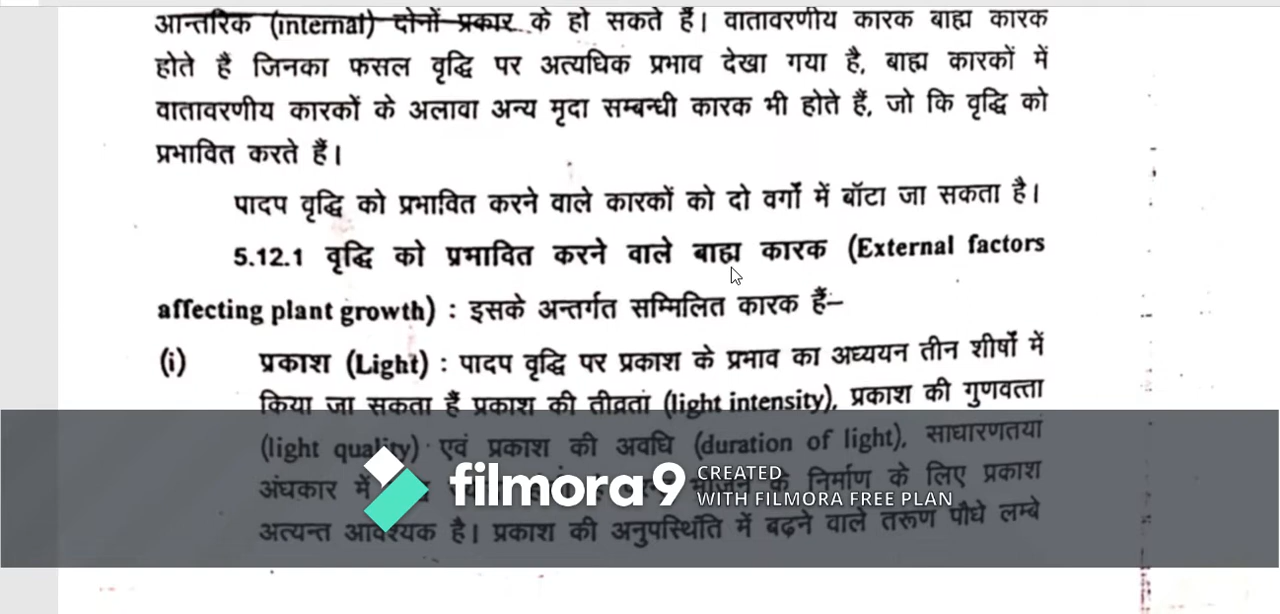 आन्तरिक (internal) दोनों प्रकार के हो सकते हैं। वातावरणीय कारक बाह्य कारक
होते हैं जिनका फसल वृद्धि पर अत्यधिक प्रभाव देखा गया है, बाह्य कारकों में
वातावरणीय कारकों के अलावा अन्य मृदा सम्बन्धी कारक भी होते हैं, जो कि वृद्धि को
प्रभावित करते हैं।
पादप वृद्धि को प्रभावित करने वाले कारकों को दो वर्गों में बॉटा जा सकता है।
5.12.1 वृद्धि को प्रभावित करने वाले बाह्य कारक (External factors
affecting plant growth) : इसके अन्तर्गत सम्मिलित कारक हैं–
(i) प्रकाश (Light) : पादप वृद्धि पर प्रकाश के प्रभाव का अध्ययन तीन शीर्षों में
किया जा सकता हैं प्रकाश की तीव्रता (light intensity), प्रकाश की गुणवत्ता
(light quality) एवं प्रकाश की अवधि (duration of light), साधारणतया
अंधकार में निर्माण के लिए प्रकाश
अत्यन्त आवश्यक है। प्रकाश की अनुपस्थिति में बढ़ने वाले तरूण पौधे लम्बे
filmora9
CREATED
WITH FILMORA FREE PLAN